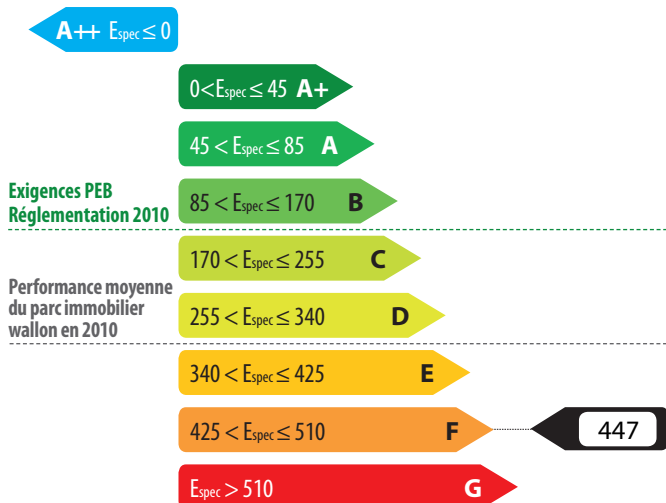 A++ Espec ≤ 0
0<Espec ≤ 45 A+
45 < Espec ≤ 85 A
Exigences PEB
Réglementation 2010
85 < Espec ≤ 170 B
170 < Espec ≤ 255 C
Performance moyenne
du parc immobilier
wallon en 2010
255 < Espec ≤ 340 D
340 < Espec ≤ 425 E
425 < Espec ≤ 510 F
447
Espec > 510 G